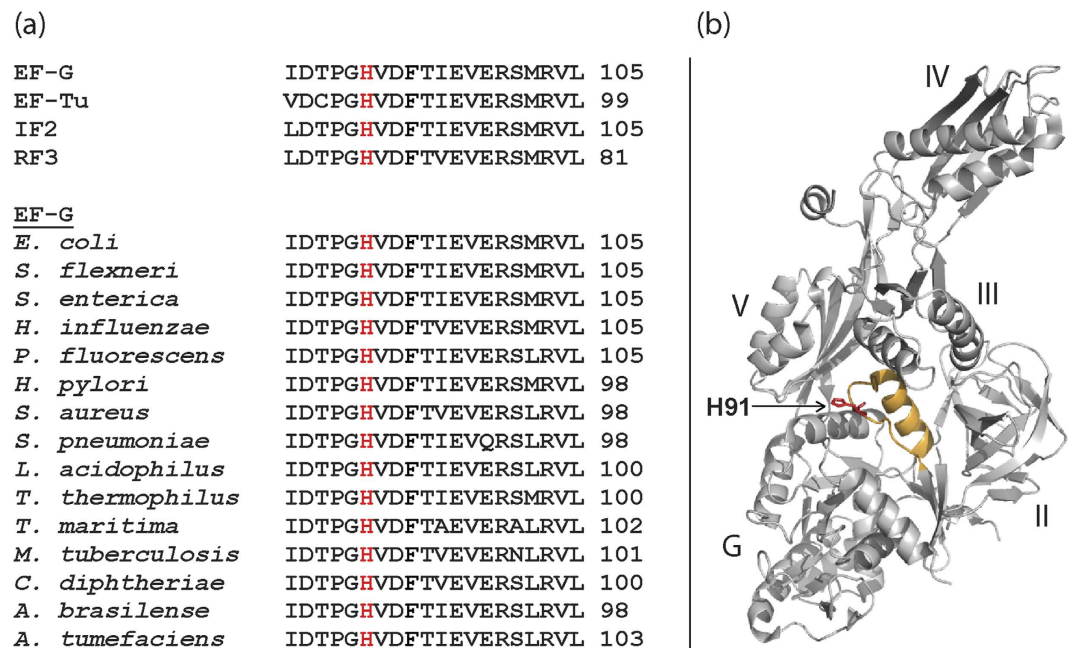 (a)
EF-G IDTPGHVDFTIEVERSMRVL 105
EF-Tu VDCPGHVDFTIEVERSMRVL 99
IF2 LDTPGHVDFTIEVERSMRVL 105
RF3 LDTPGHVDFTVEVERSMRVL 81
EF-G
E. coli IDTPGHVDFTIEVERSMRVL 105
S. flexneri IDTPGHVDFTIEVERSMRVL 105
S. enterica IDTPGHVDFTIEVERSMRVL 105
H. influenzae IDTPGHVDFTVEVERSMRVL 105
P. fluorescens IDTPGHVDFTIEVERSLRVL 105
H. pylori IDTPGHVDFTIEVERSMRVL 98
S. aureus IDTPGHVDFTVEVERSLRVL 98
S. pneumoniae IDTPGHVDFTIEVQRSLRVL 98
L. acidophilus IDTPGHVDFTIEVERSLRVL 100
T. thermophilus IDTPGHVDFTIEVERSMRVL 100
T. maritima IDTPGHVDFTAEVERALRVL 102
M. tuberculosis IDTPGHVDFTVEVERNLRVL 101
C. diphtheriae IDTPGHVDFTVEVERSLRVL 100
A. brasilense IDTPGHVDFTIEVERSLRVL 98
A. tumefaciens IDTPGHVDFTIEVERSLRVL 103
(b)
IV
III
V
H91
II
G